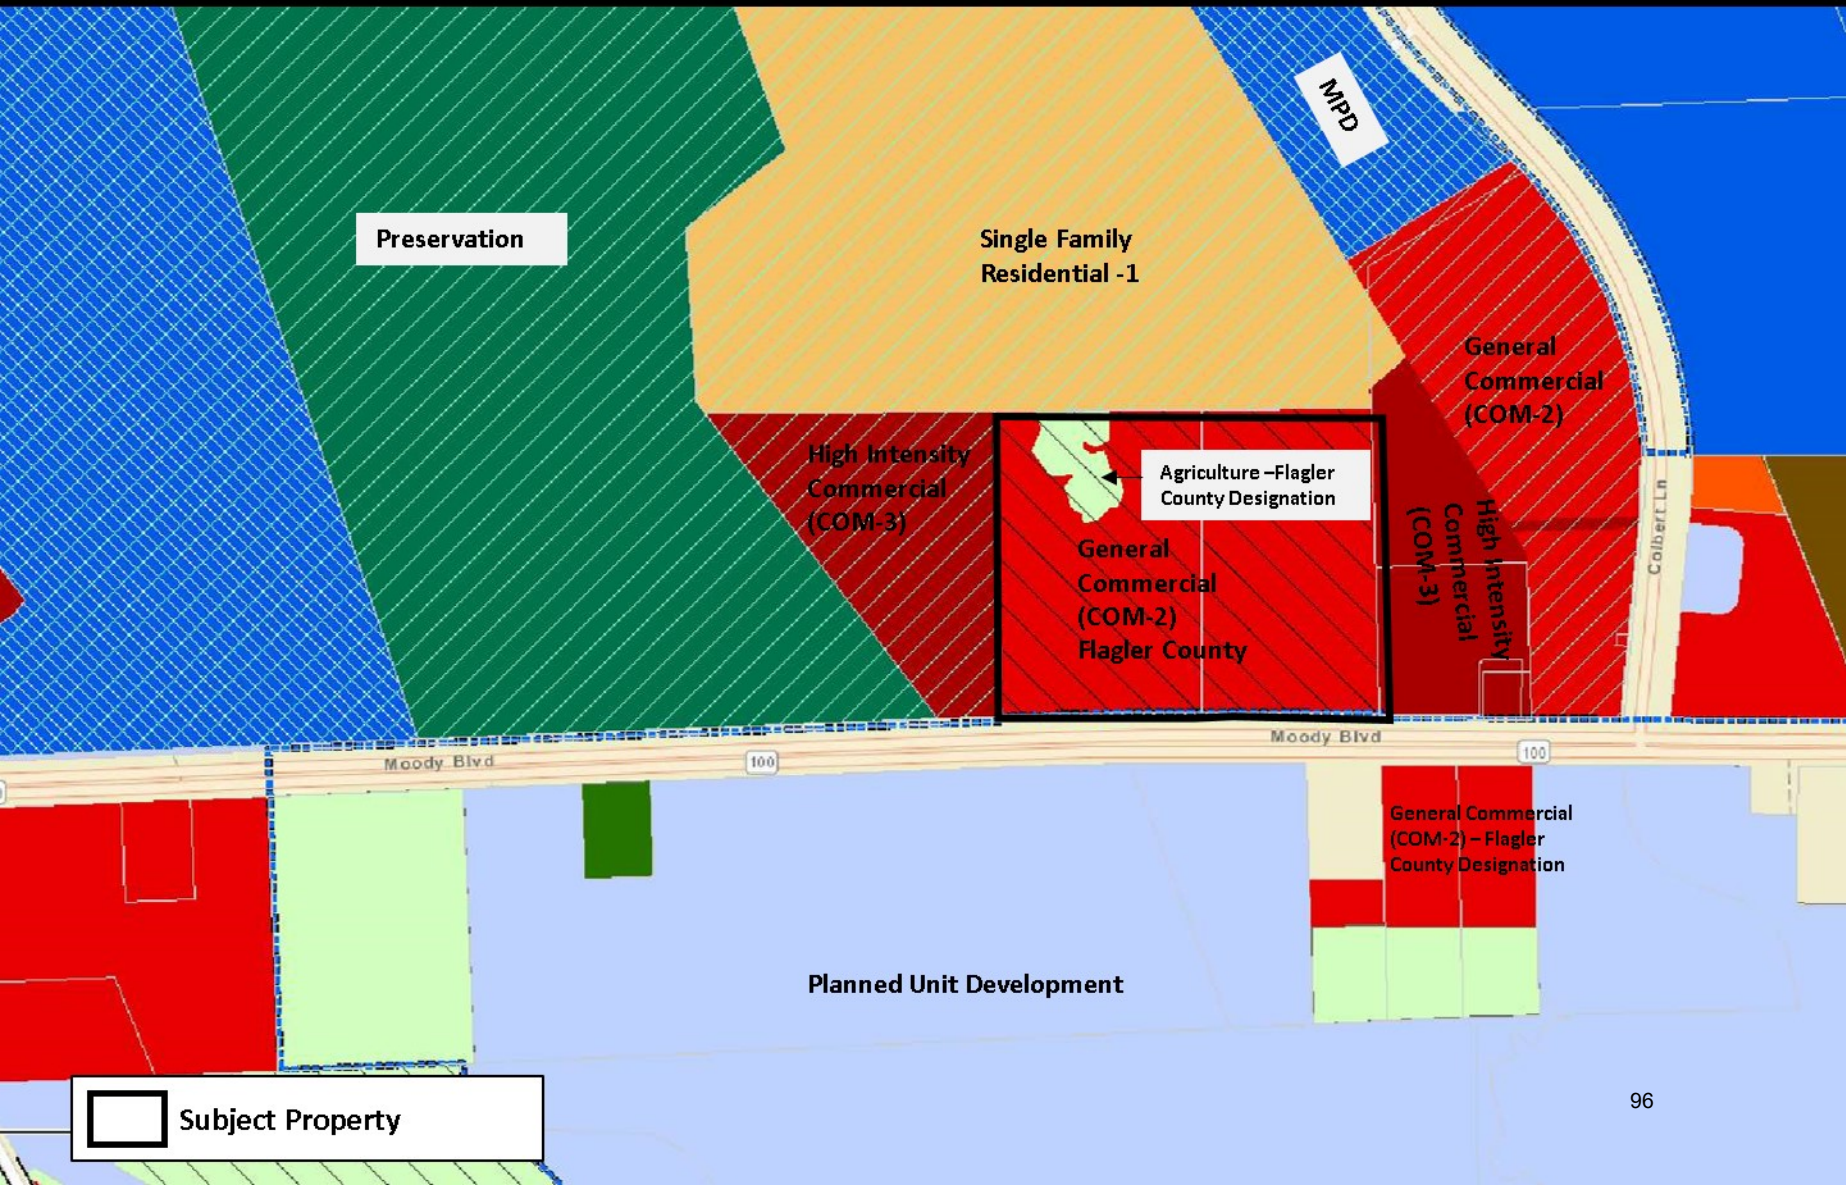 MPD
Preservation
Single Family
Residential -1
General
Commercial
(COM-2)
High Intensity
Commercial
(COM-3)
Agriculture –Flagler
County Designation
General
Commercial
(COM-2)
Flagler County
High Intensity
Commercial
(COM-3)
Colbert Ln
Moody Blvd
100
Moody Blvd
100
General Commercial
(COM-2) – Flagler
County Designation
Planned Unit Development
Subject Property
96